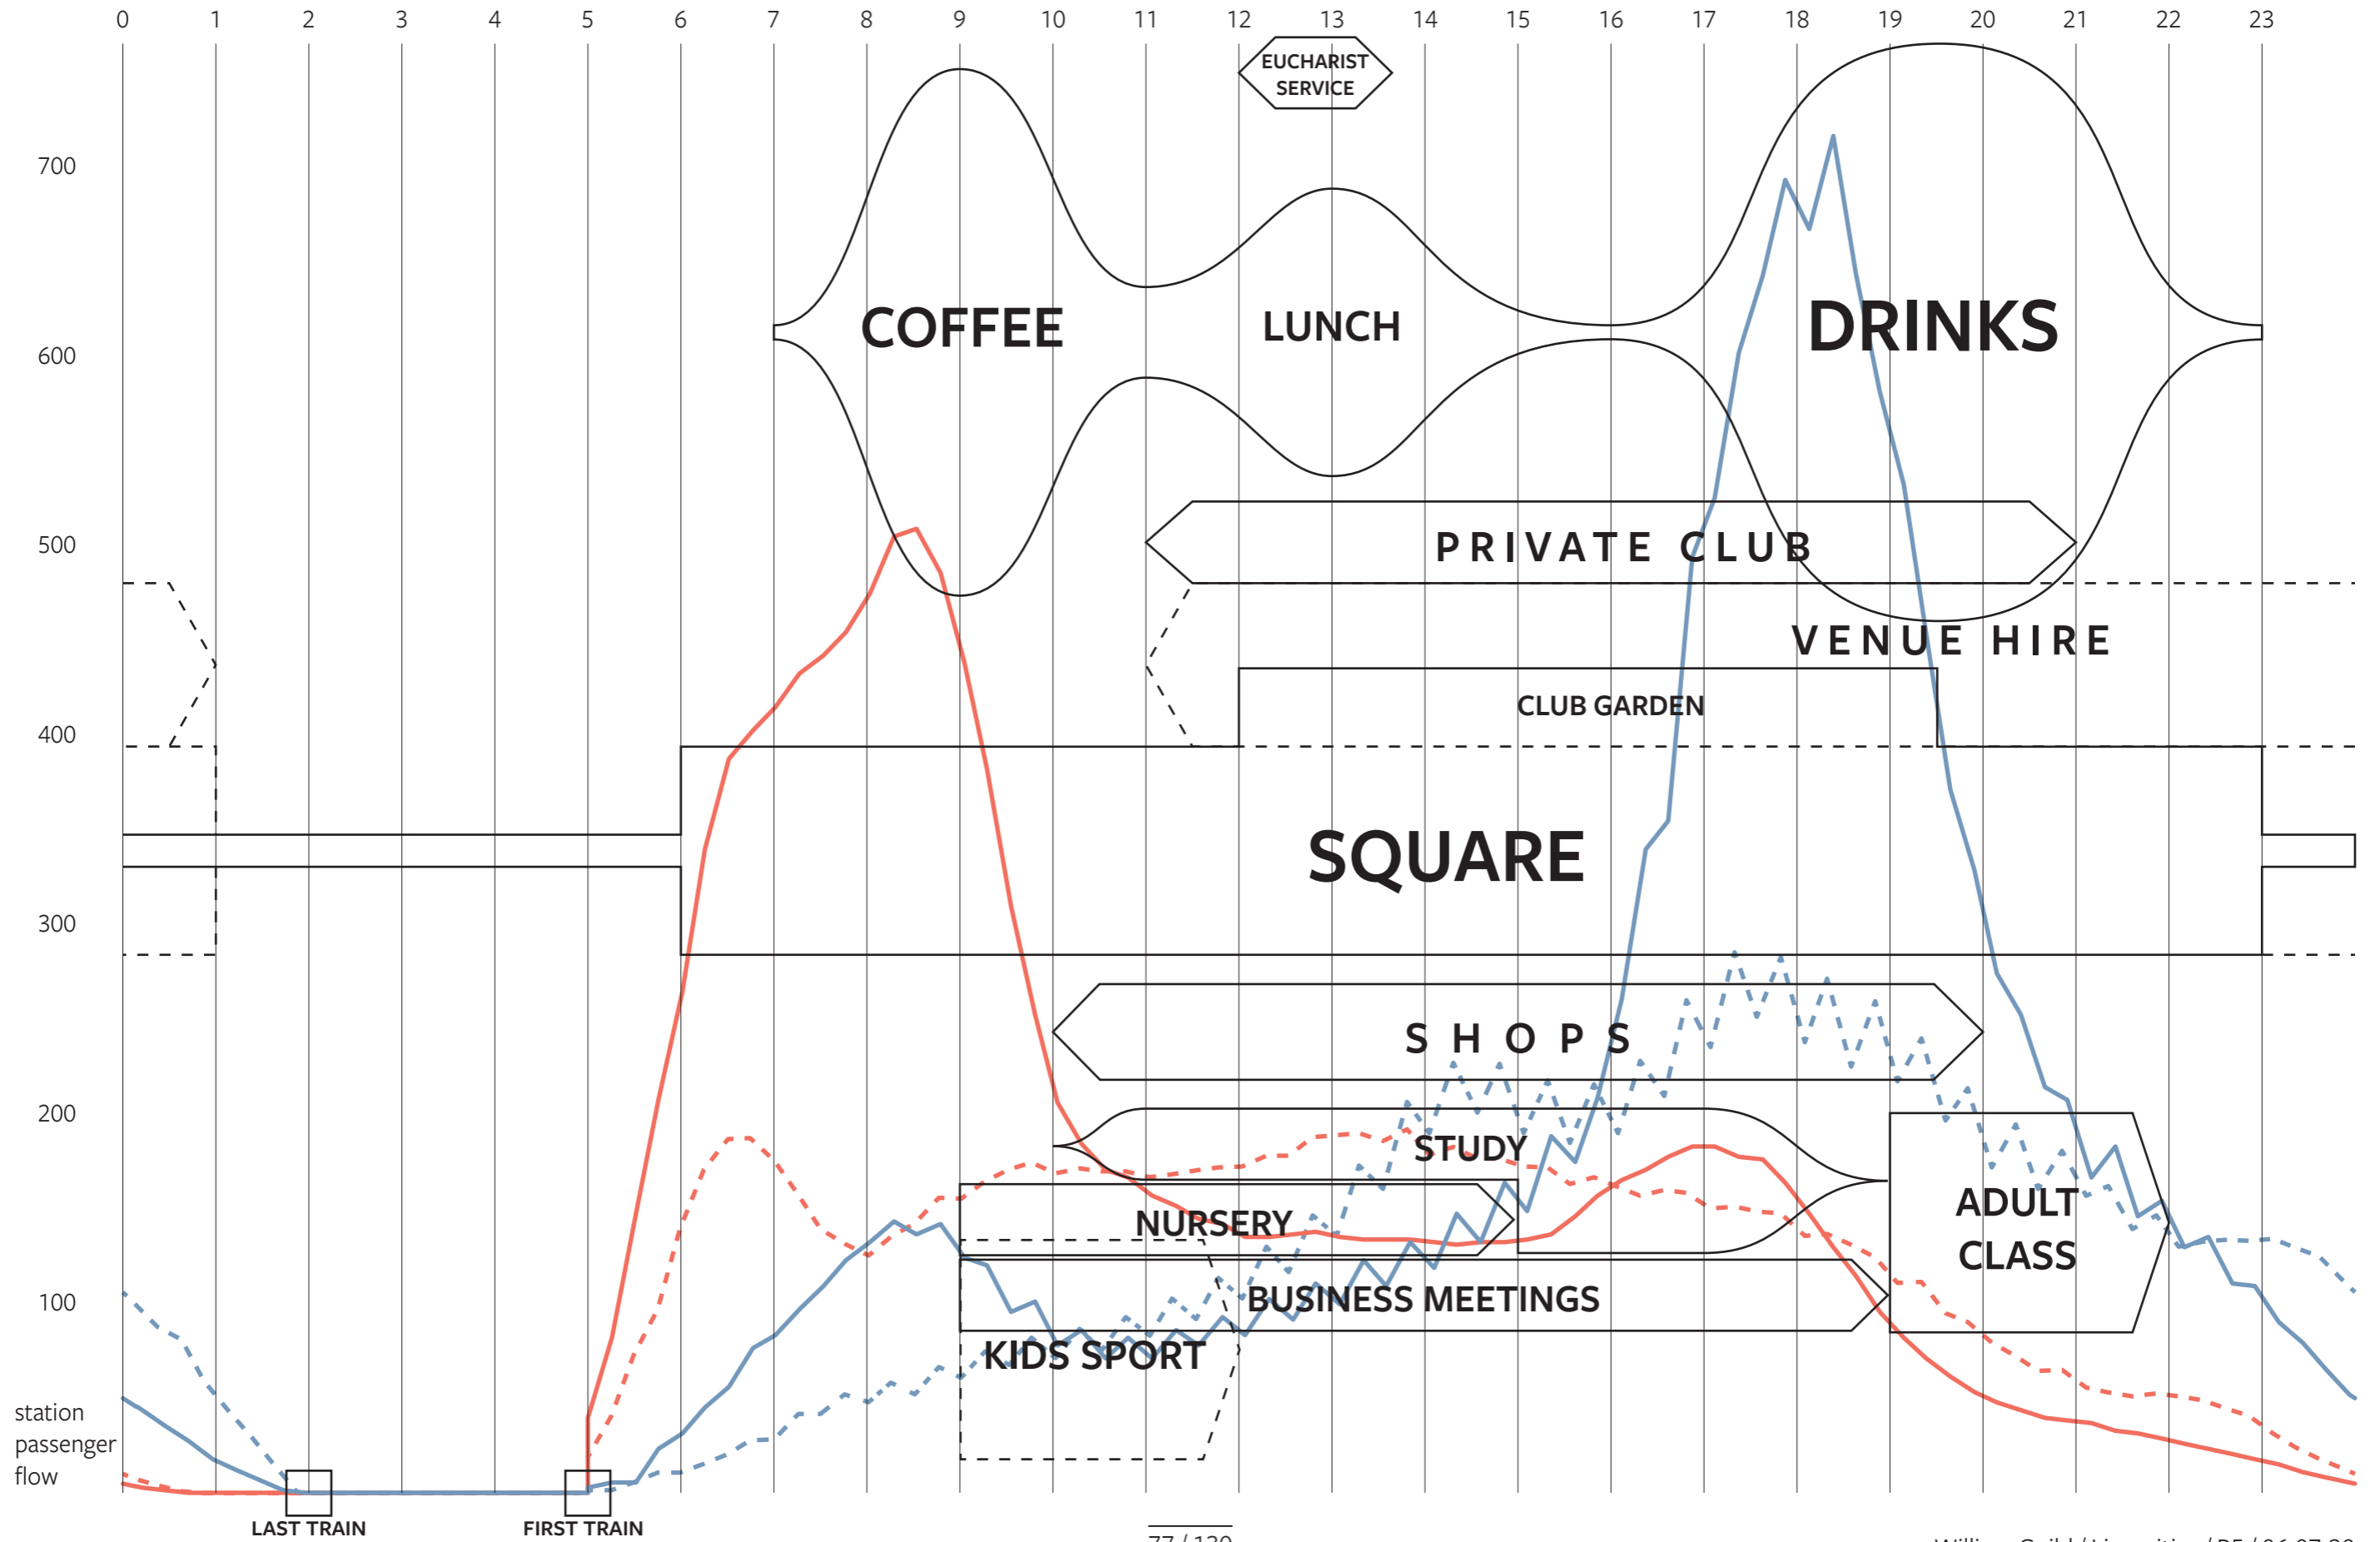 0 1 2 3 4 5 6 7 8 9 10 11 12 13 14 15 16 17 18 19 20 21 22 23
EUCHARIST
SERVICE
700
COFFEE
LUNCH
DRINKS
600
500
PRIVATE CLUB
VENUE HIRE
CLUB GARDEN
400
SQUARE
300
SHOPS
200
STUDY
NURSERY
ADULT
CLASS
100
BUSINESS MEETINGS
KIDS SPORT
station
passenger
flow
LAST TRAIN
FIRST TRAIN